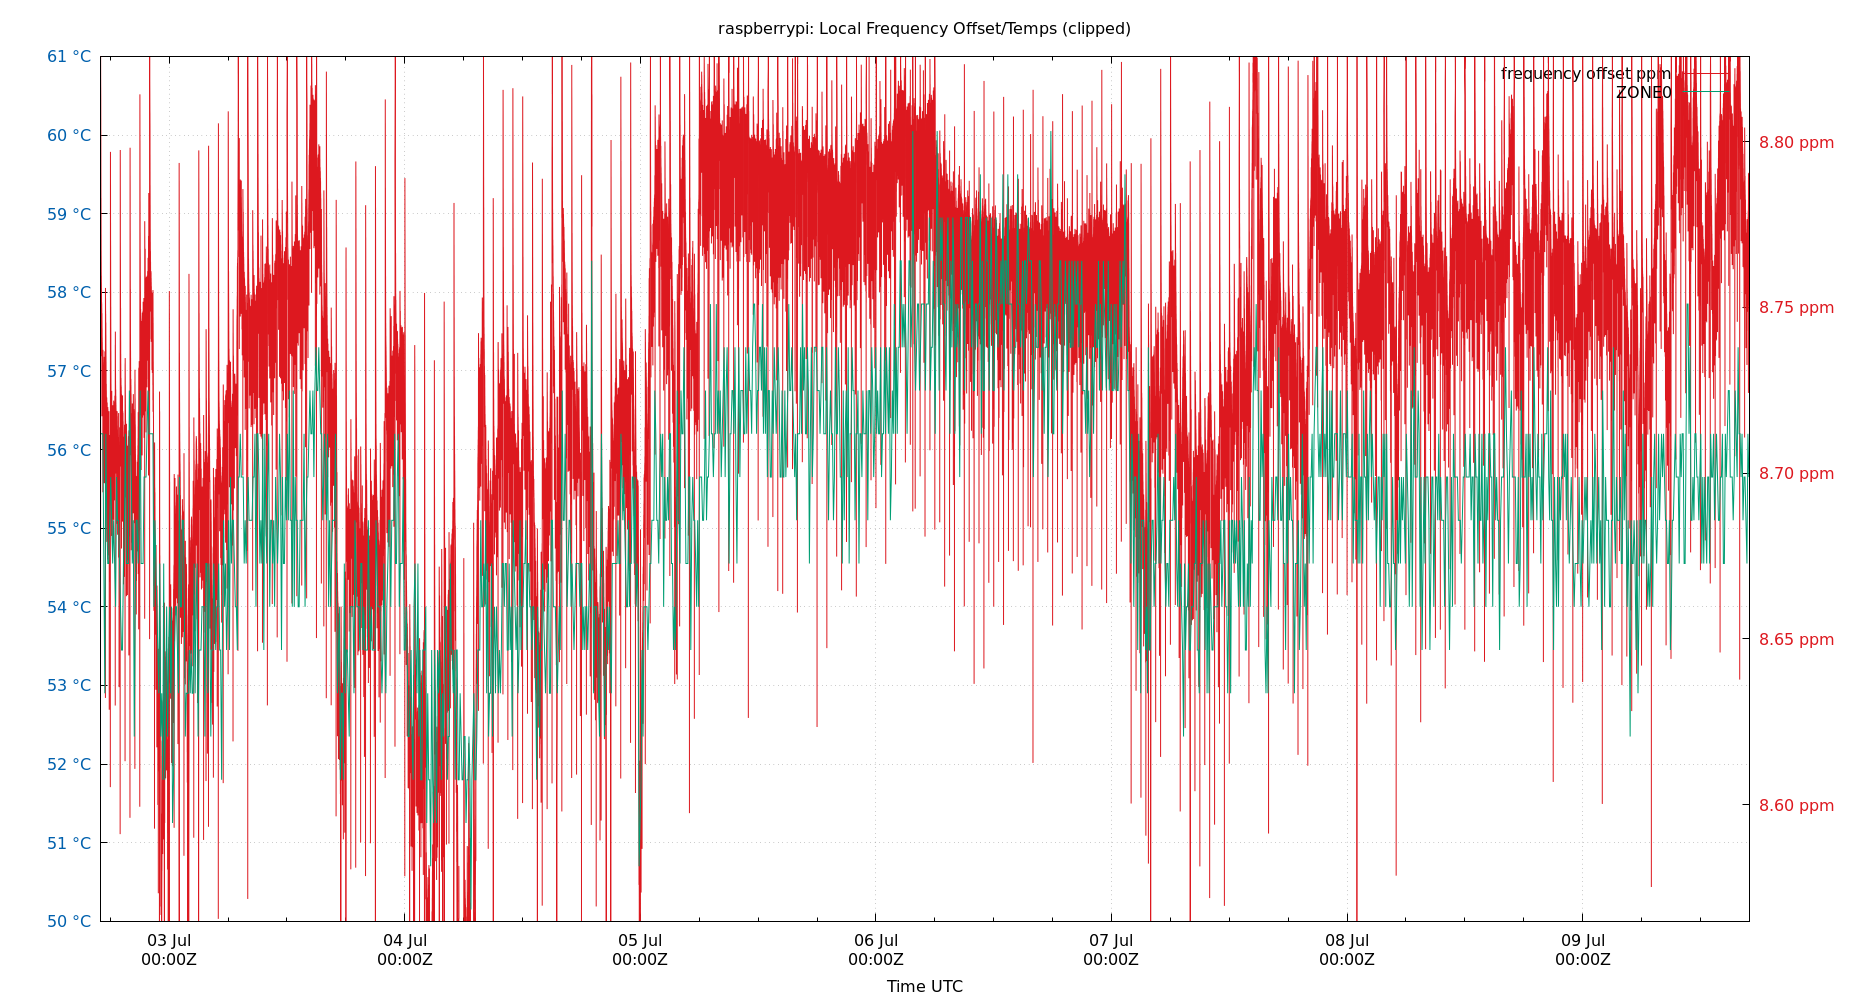 raspberrypi: Local Frequency Offset/Temps (clipped)
61 °C
60 °C
59 °C
58 °C
57 °C
56 °C
55 °C
54 °C
53 °C
52 °C
51 °C
50 °C
frequency offset ppm
ZONE0
8.80 ppm
8.75 ppm
8.70 ppm
8.65 ppm
8.60 ppm
03 Jul 04 Jul 05 Jul 06 Jul 07 Jul 08 Jul 09 Jul
00:00Z 00:00Z 00:00Z 00:00Z 00:00Z 00:00Z 00:00Z
Time UTC